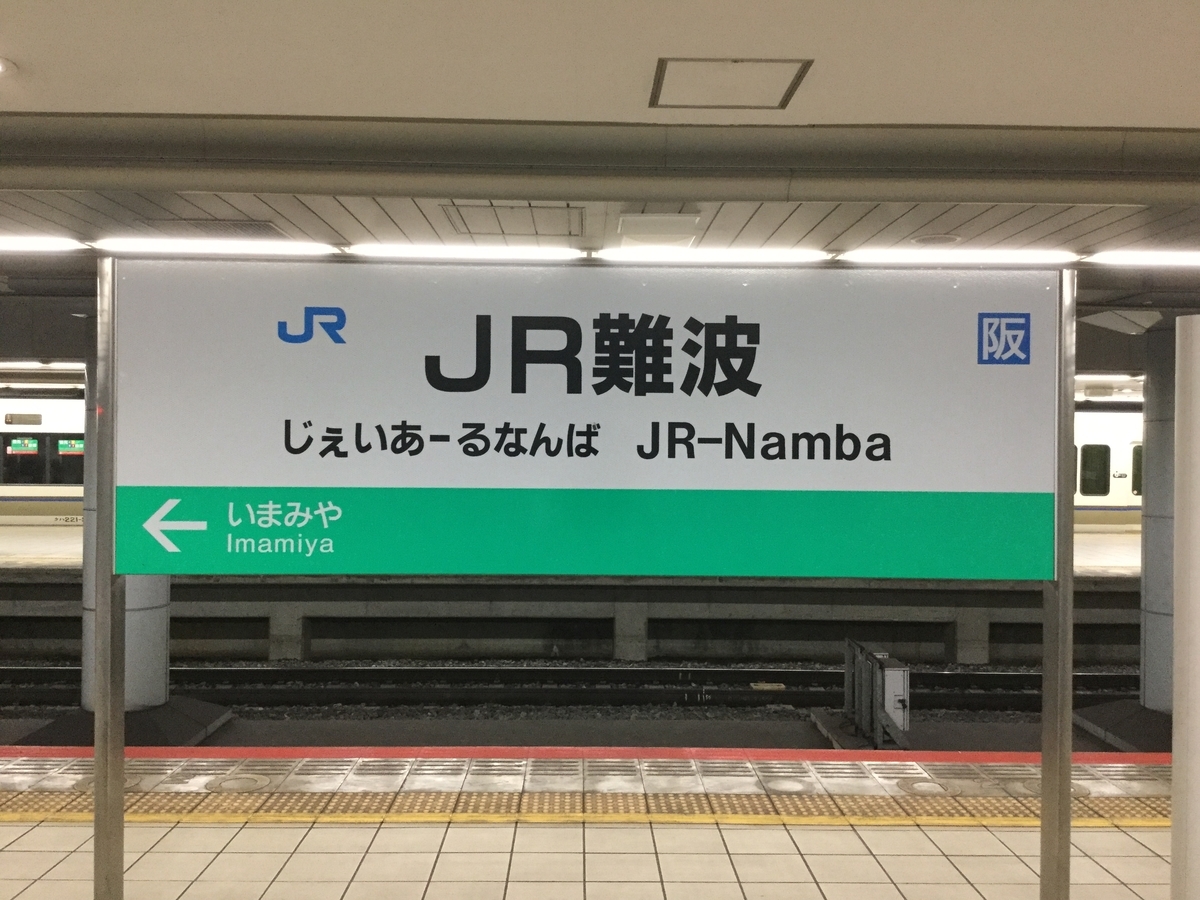 JR
JR難波
阪
じぇいあーるなんば JR-Namba
← いまみや
Imamiya